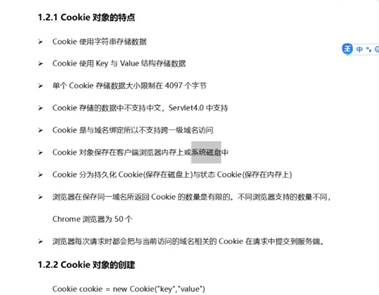 1.2.1 Cookie 对象的特点
➢ Cookie 使用字符串存储数据
➢ Cookie 使用 Key 与 Value 结构存储数据
➢ 单个 Cookie 存储数据大小限制在 4097 个字节
➢ Cookie 存储的数据中不支持中文，Servlet4.0 中支持
➢ Cookie 是与域名绑定所以不支持跨一级域名访问
➢ Cookie 对象保存在客户端浏览器内存上或系统磁盘中
➢ Cookie 分为持久化 Cookie(保存在磁盘上)与状态 Cookie(保存在内存上)
➢ 浏览器在保存同一域名所返回 Cookie 的数量是有限的。不同浏览器支持的数量不同，
Chrome 浏览器为 50 个
➢ 浏览器每次请求时都会把与当前访问的域名相关的 Cookie 在请求中提交到服务端。
1.2.2 Cookie 对象的创建
Cookie cookie = new Cookie("key","value")
中